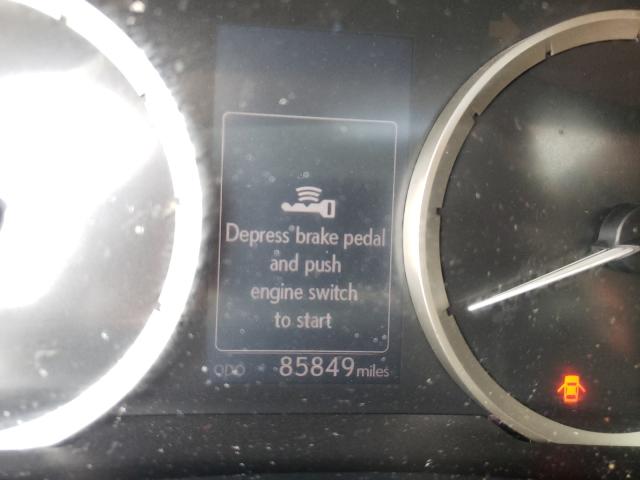 Depress brake pedal
and push
engine switch
to start
ODO 85849 miles